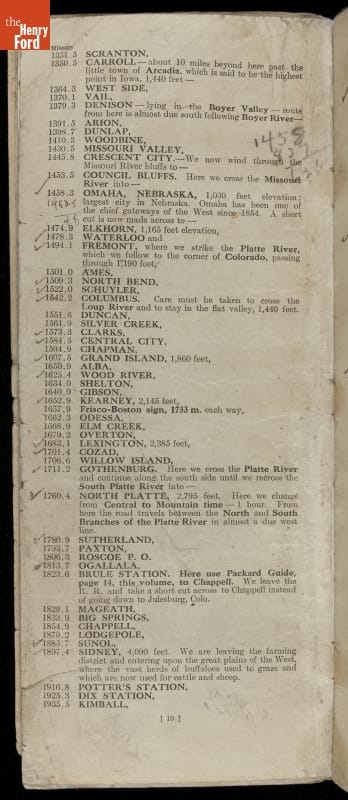 the
Henry
Ford
Mileage
1331.5 SCRANTON,
1350.5 CARROLL—about 10 miles beyond here past the
little town of Arcadia, which is said to be the highest
point in Iowa. 1,440 feet—
1364.3 WEST SIDE,
1370.1 VAIL,
1379.3 DENISON—lying in the Boyer Valley—route
from here is almost due south following Boyer River—
1391.5 ARION,
1398.7 DUNLAP,
1410.3 WOODBINE,
1430.5 MISSOURI VALLEY,
1445.8 CRESCENT CITY.—We now wind through the
Missouri River bluffs to—
1453.5 COUNCIL BLUFFS. Here we cross the Missouri
River into—
1458.3 OMAHA, NEBRASKA, 1,030 feet elevation;
largest city in Nebraska. Omaha has been one of
the chief gateways of the West since 1854. A short
cut is now made across to—
1474.9 ELKHORN, 1,165 feet elevation,
1478.3 WATERLOO and
1494.1 FREMONT, where we strike the Platte River,
which we follow to the corner of Colorado, passing
through 1,190 feet,
1501.0 AMES,
1509.3 NORTH BEND,
1522.0 SCHUYLER,
1542.2 COLUMBUS. Care must be taken to cross the
Loup River and to stay in the flat valley, 1,440 feet.
1551.6 DUNCAN,
1561.9 SILVER CREEK,
1573.3 CLARKS,
1584.5 CENTRAL CITY,
1594.9 CHAPMAN,
1607.5 GRAND ISLAND, 1,860 feet,
1650.9 ALBA,
1625.4 WOOD RIVER,
1634.0 SHELTON,
1640.0 GIBSON,
1652.9 KEARNEY, 2,145 feet,
1657.9 Frisco-Boston sign, 1733 m. each way,
1662.3 ODESSA,
1668.9 ELM CREEK,
1679.2 OVERTON,
1683.1 LEXINGTON, 2,385 feet,
1701.4 COZAD,
1706.6 WILLOW ISLAND,
1711.2 GOTHENBURG. Here we cross the Platte River
and continue along the south side until we recross the
South Platte River into—
1760.4 NORTH PLATTE, 2,795 feet. Here we change
from Central to Mountain time—1 hour. From
here the road travels between the North and South
Branches of the Platte River in almost a due west
line.
1780.9 SUTHERLAND,
1793.7 PAXTON,
1806.3 ROSCOE P. O.
1813.7 OGALLALA,
1823.6 BRULE STATION. Here use Packard Guide,
page 14, this volume, to Chappell. We leave the
R. R. and take a short cut across to Chappell instead
of going down to Julesburg, Colo.
1829.1 MAGEATH,
1833.3 BIG SPRINGS,
1854.9 CHAPPELL,
1879.2 LODGEPOLE,
1885.7 SUNOL,
1897.4 SIDNEY, 4,090 feet. We are leaving the farming
district and entering upon the great plains of the West,
where the vast herds of buffaloes used to graze and
which are now used for cattle and sheep.
1916.8 POTTER'S STATION,
1925.3 DIX STATION,
1935.5 KIMBALL,
[ 10 ]